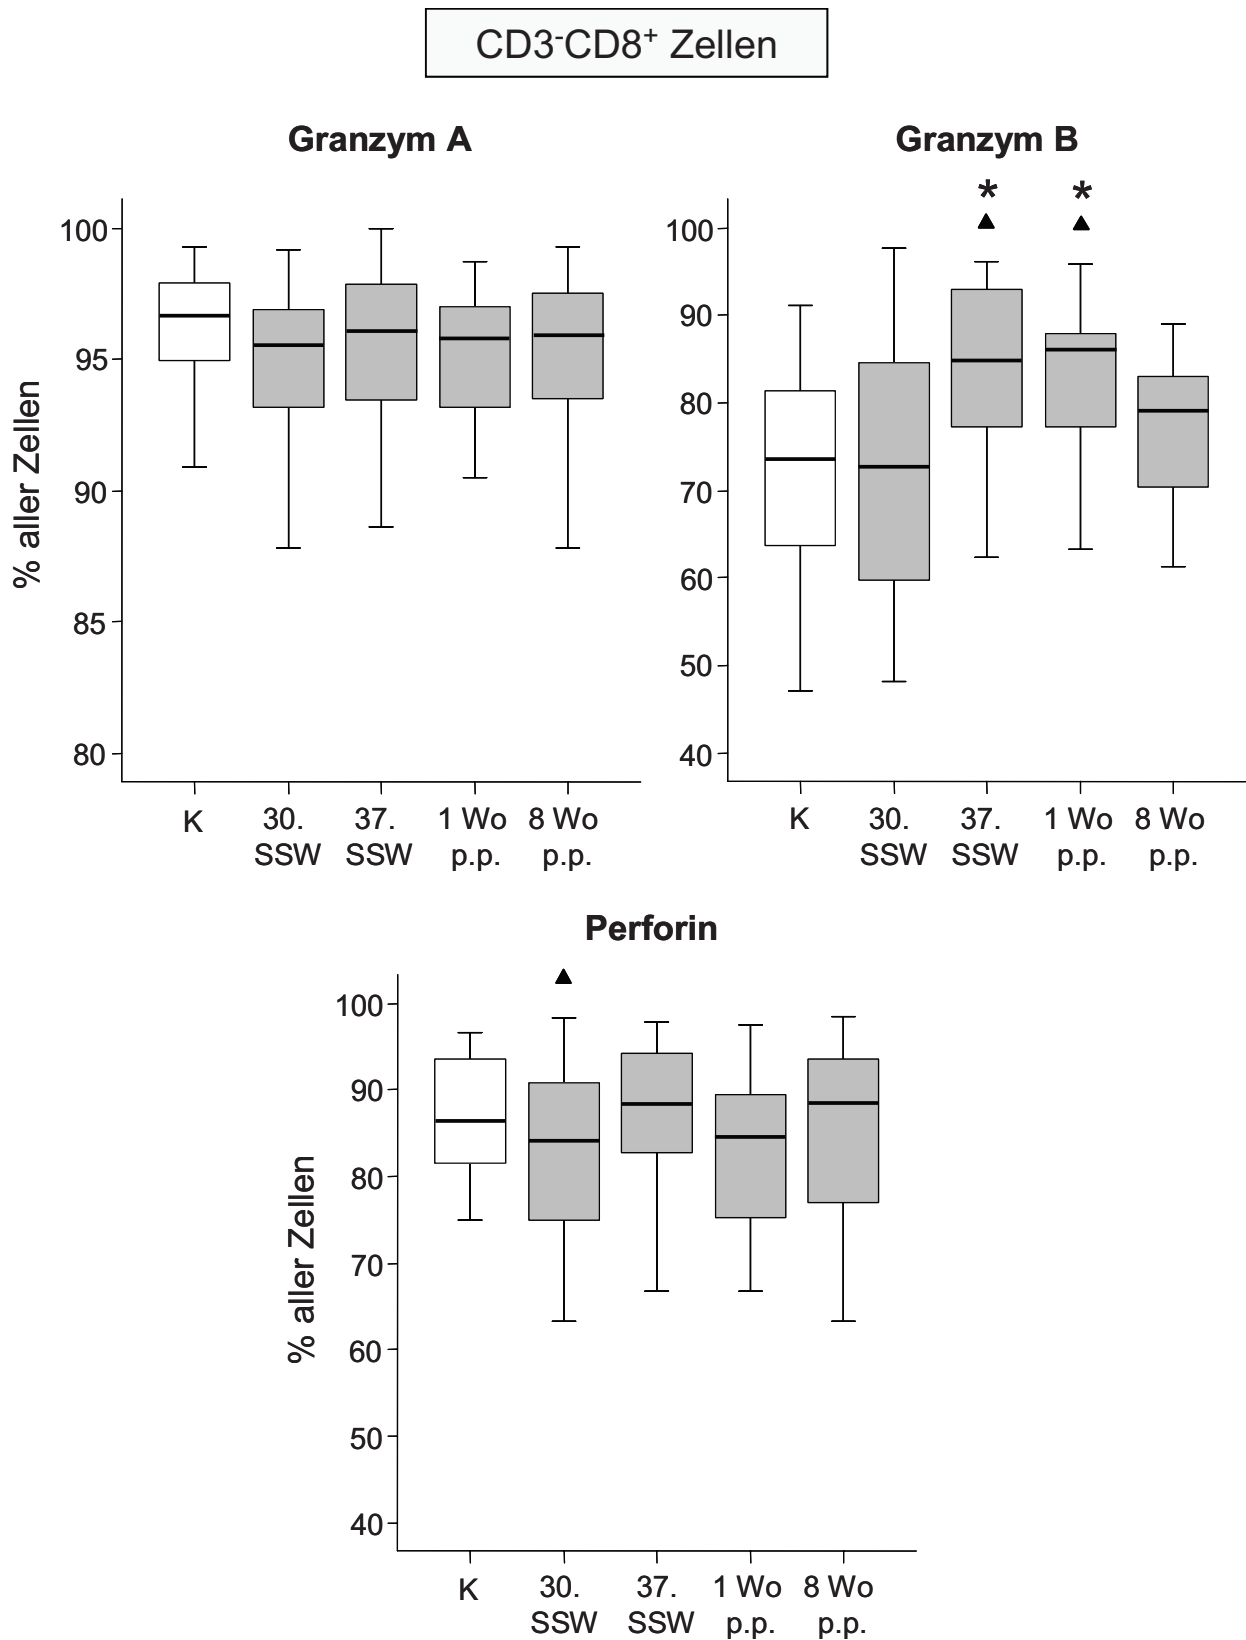 CD3⁻CD8⁺ Zellen
Granzym A
% aller Zellen
100
95
90
85
80
K
30. SSW
37. SSW
1 Wo p.p.
8 Wo p.p.
Granzym B
* *
▲ ▲
100
90
80
70
60
50
40
K
30. SSW
37. SSW
1 Wo p.p.
8 Wo p.p.
Perforin
▲
% aller Zellen
100
90
80
70
60
50
40
K
30. SSW
37. SSW
1 Wo p.p.
8 Wo p.p.